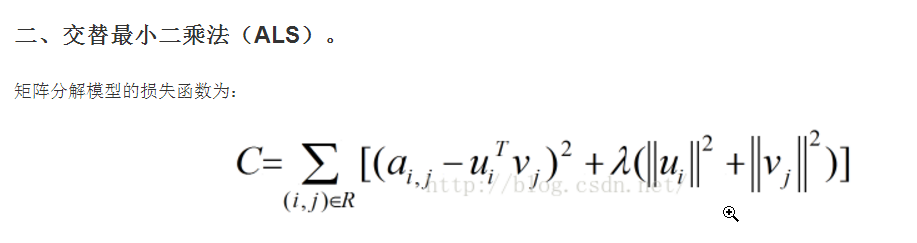 二、交替最小二乘法（ALS）。
矩阵分解模型的损失函数为：
C= ∑ [(a_{i,j} − u_i^T v_j)^2 + λ(‖u_i‖^2 + ‖v_j‖^2)]
http://blog.csdn.net/
(i,j)∈R